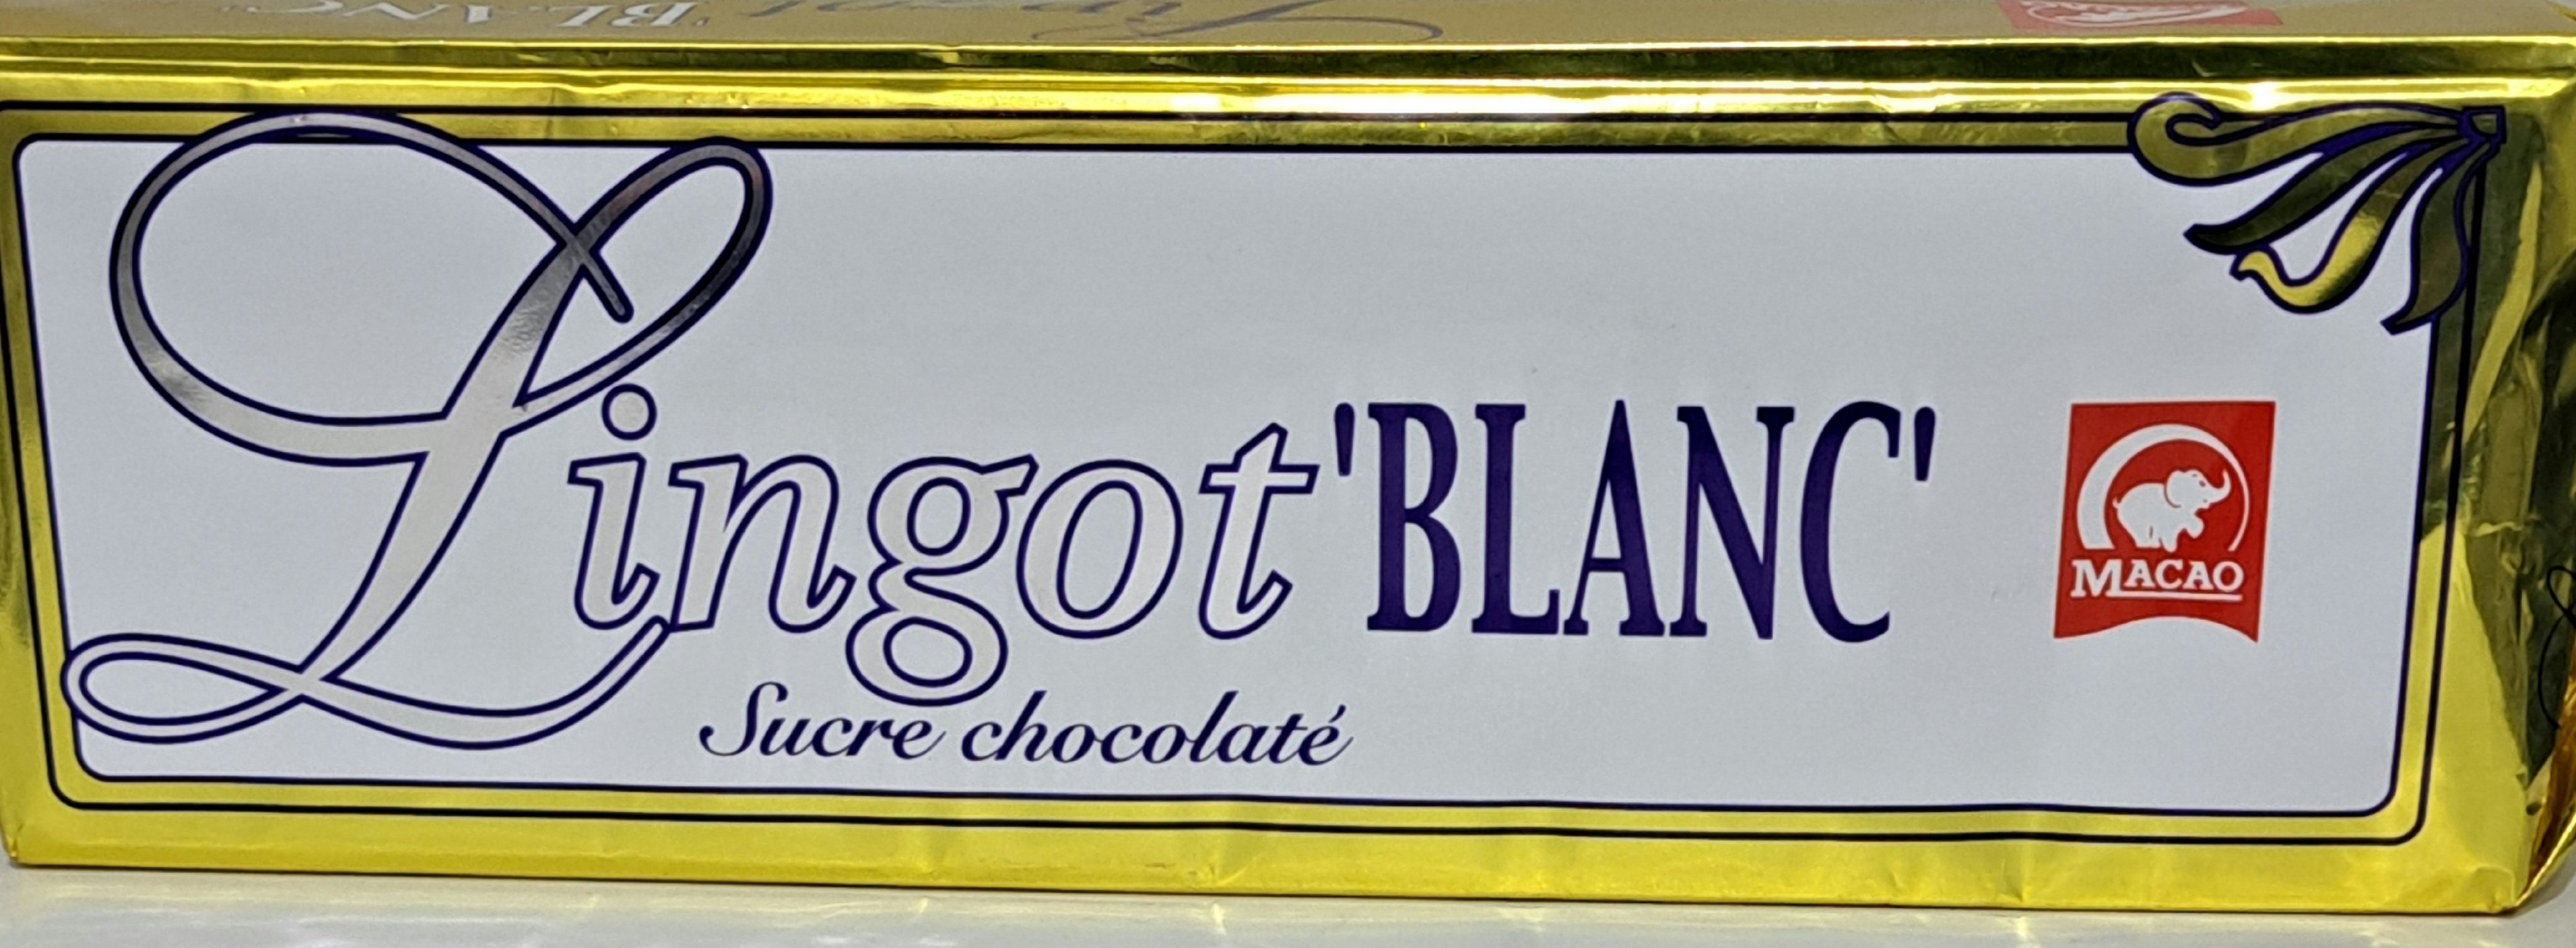 Lingot 'BLANC'
Sucre chocolaté
MACAO